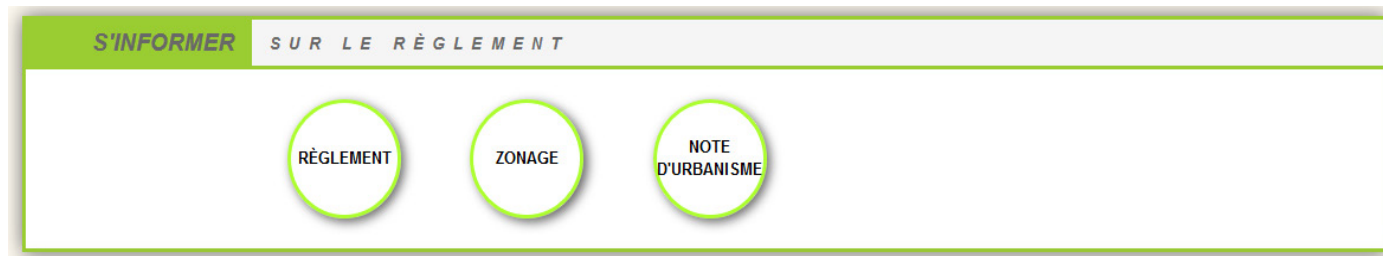 S'INFORMER SUR LE RÈGLEMENT
RÈGLEMENT
ZONAGE
NOTE
D'URBANISME